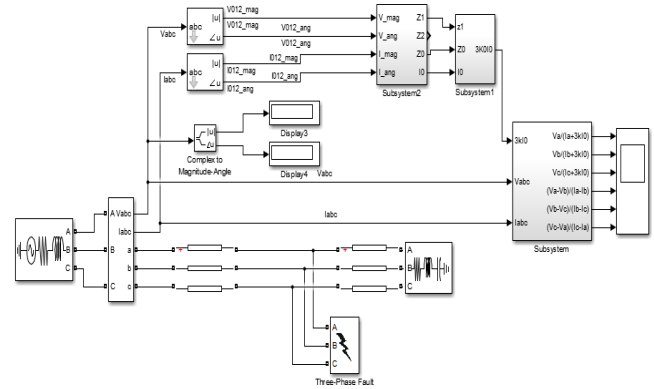 V012_mag
|u|
V012_mag
Vabc
abc
V012_ang
∠u
V012_ang
I012_mag
|u|
I012_mag
Iabc
abc
I012_ang
∠u
I012_ang
V_mag
Z1
V_ang
Z2
I_mag
Z0
I_ang
I0
Subsystem2
z1
Z0
3K0I0
I0
Subsystem1
|u|
∠u
Complex to
Magnitude-Angle
Display3
Display4
Vabc
Iabc
3kI0
Va/(Ia+3kI0)
Vb/(Ib+3kI0)
Vabc
Vc/(Ic+3kI0)
(Va-Vb)/(Ia-Ib)
(Vb-Vc)/(Ib-Ic)
Iabc
(Vc-Va)/(Ic-Ia)
Subsystem
A
B
C
A
Vabc
Iabc
B
a
b
C
c
A
B
C
A
B
C
Three-Phase Fault